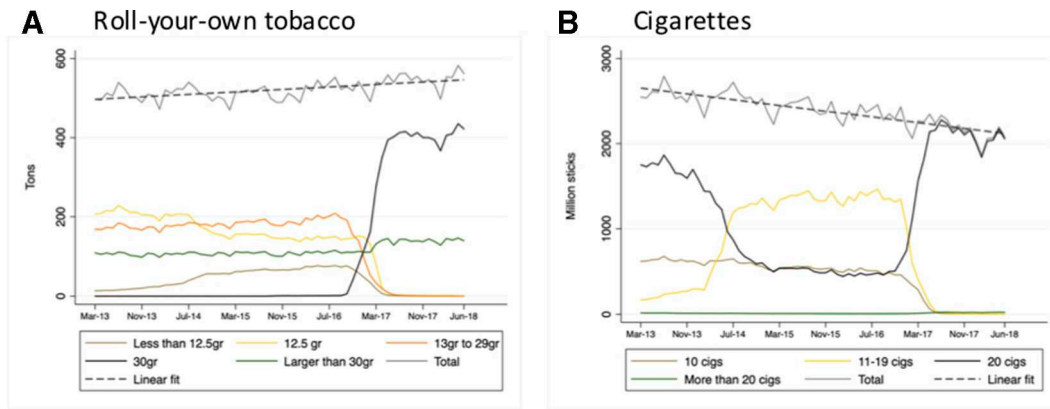 A Roll-your-own tobacco
Tons
600
400
200
0
Mar-13 Nov-13 Jul-14 Mar-15 Nov-15 Jul-16 Mar-17 Nov-17 Jun-18
Less than 12.5gr 12.5 gr 13gr to 29gr
30gr Larger than 30gr Total
Linear fit
B Cigarettes
Million sticks
3000
2000
1000
0
Mar-13 Nov-13 Jul-14 Mar-15 Nov-15 Jul-16 Mar-17 Nov-17 Jun-18
10 cigs 11-19 cigs 20 cigs
More than 20 cigs Total Linear fit